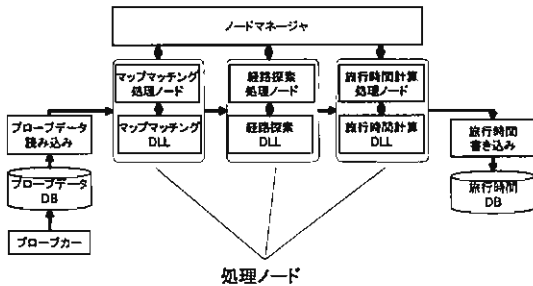 ノードマネージャ
マップマッチング
処理ノード
経路探索
処理ノード
旅行時間計算
処理ノード
マップマッチング
DLL
経路探索
DLL
旅行時間計算
DLL
プローブデータ
読み込み
旅行時間
書き込み
プローブデータ
DB
旅行時間
DB
プローブカー
処理ノード